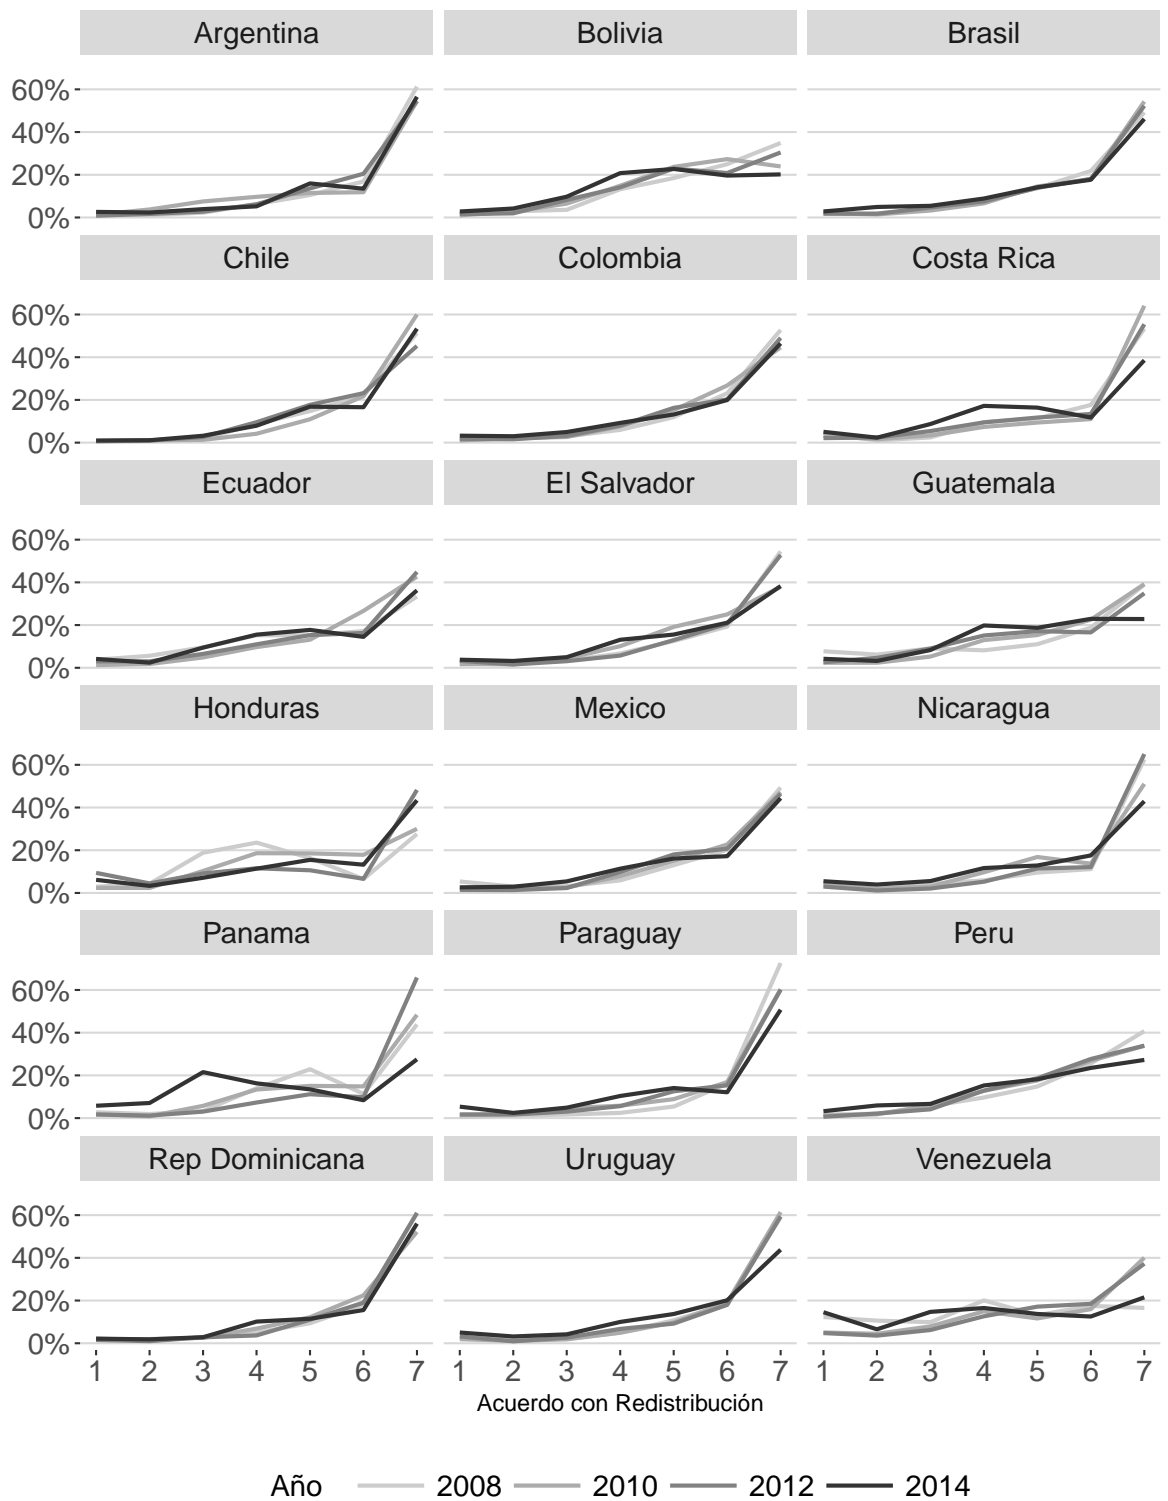 Argentina Bolivia Brasil
60%
40%
20%
0%
Chile Colombia Costa Rica
60%
40%
20%
0%
Ecuador El Salvador Guatemala
60%
40%
20%
0%
Honduras Mexico Nicaragua
60%
40%
20%
0%
Panama Paraguay Peru
60%
40%
20%
0%
Rep Dominicana Uruguay Venezuela
60%
40%
20%
0%
1 2 3 4 5 6 7 1 2 3 4 5 6 7 1 2 3 4 5 6 7
Acuerdo con Redistribución
Año 2008 2010 2012 2014